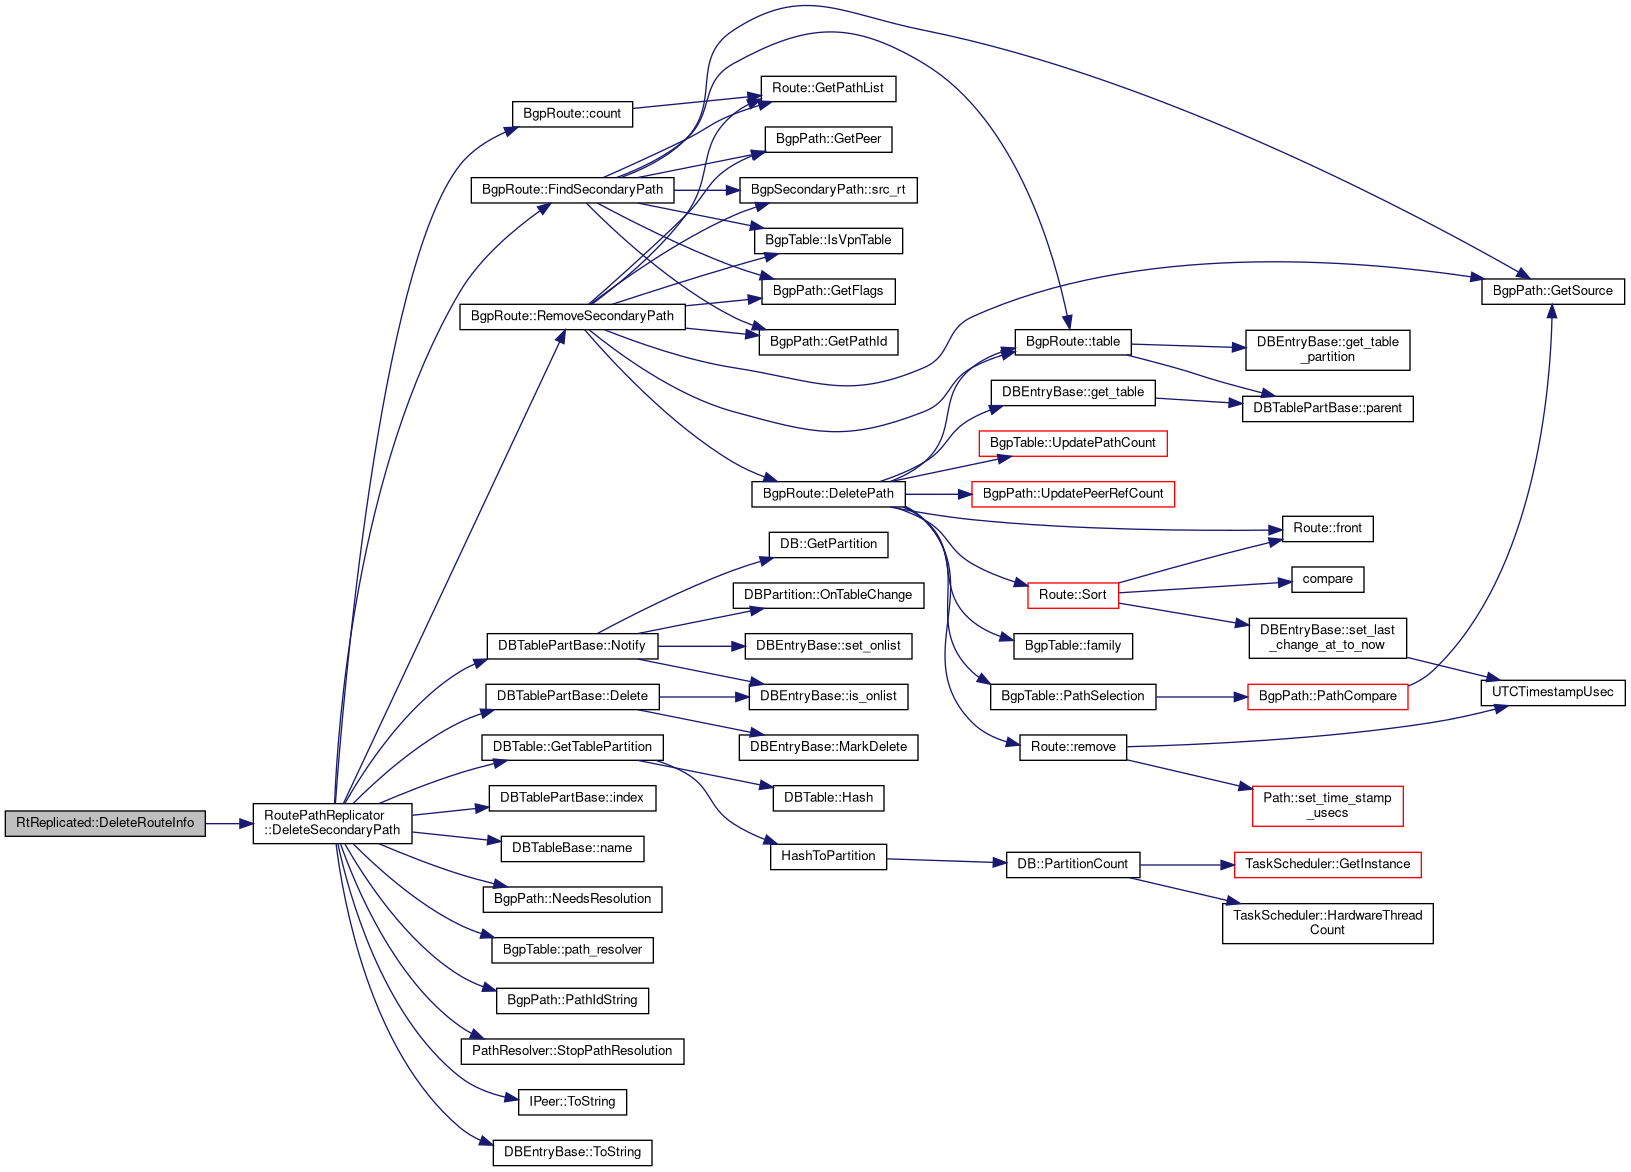 RtReplicated::DeleteRouteInfo
RoutePathReplicator
::DeleteSecondaryPath
BgpRoute::count
BgpRoute::FindSecondaryPath
BgpRoute::RemoveSecondaryPath
DBTablePartBase::Notify
DBTablePartBase::Delete
DBTable::GetTablePartition
DBTablePartBase::index
DBTableBase::name
BgpPath::NeedsResolution
BgpTable::path_resolver
BgpPath::PathIdString
PathResolver::StopPathResolution
IPeer::ToString
DBEntryBase::ToString
Route::GetPathList
BgpPath::GetPeer
BgpSecondaryPath::src_rt
BgpTable::IsVpnTable
BgpPath::GetFlags
BgpPath::GetPathId
BgpRoute::DeletePath
DB::GetPartition
DBPartition::OnTableChange
DBEntryBase::set_onlist
DBEntryBase::is_onlist
DBEntryBase::MarkDelete
DBTable::Hash
HashToPartition
BgpRoute::table
DBEntryBase::get_table
BgpTable::UpdatePathCount
BgpPath::UpdatePeerRefCount
Route::Sort
BgpTable::family
BgpTable::PathSelection
Route::remove
DB::PartitionCount
DBEntryBase::get_table
_partition
DBTablePartBase::parent
Route::front
compare
DBEntryBase::set_last
_change_at_to_now
BgpPath::PathCompare
Path::set_time_stamp
_usecs
TaskScheduler::GetInstance
TaskScheduler::HardwareThread
Count
BgpPath::GetSource
UTCTimestampUsec